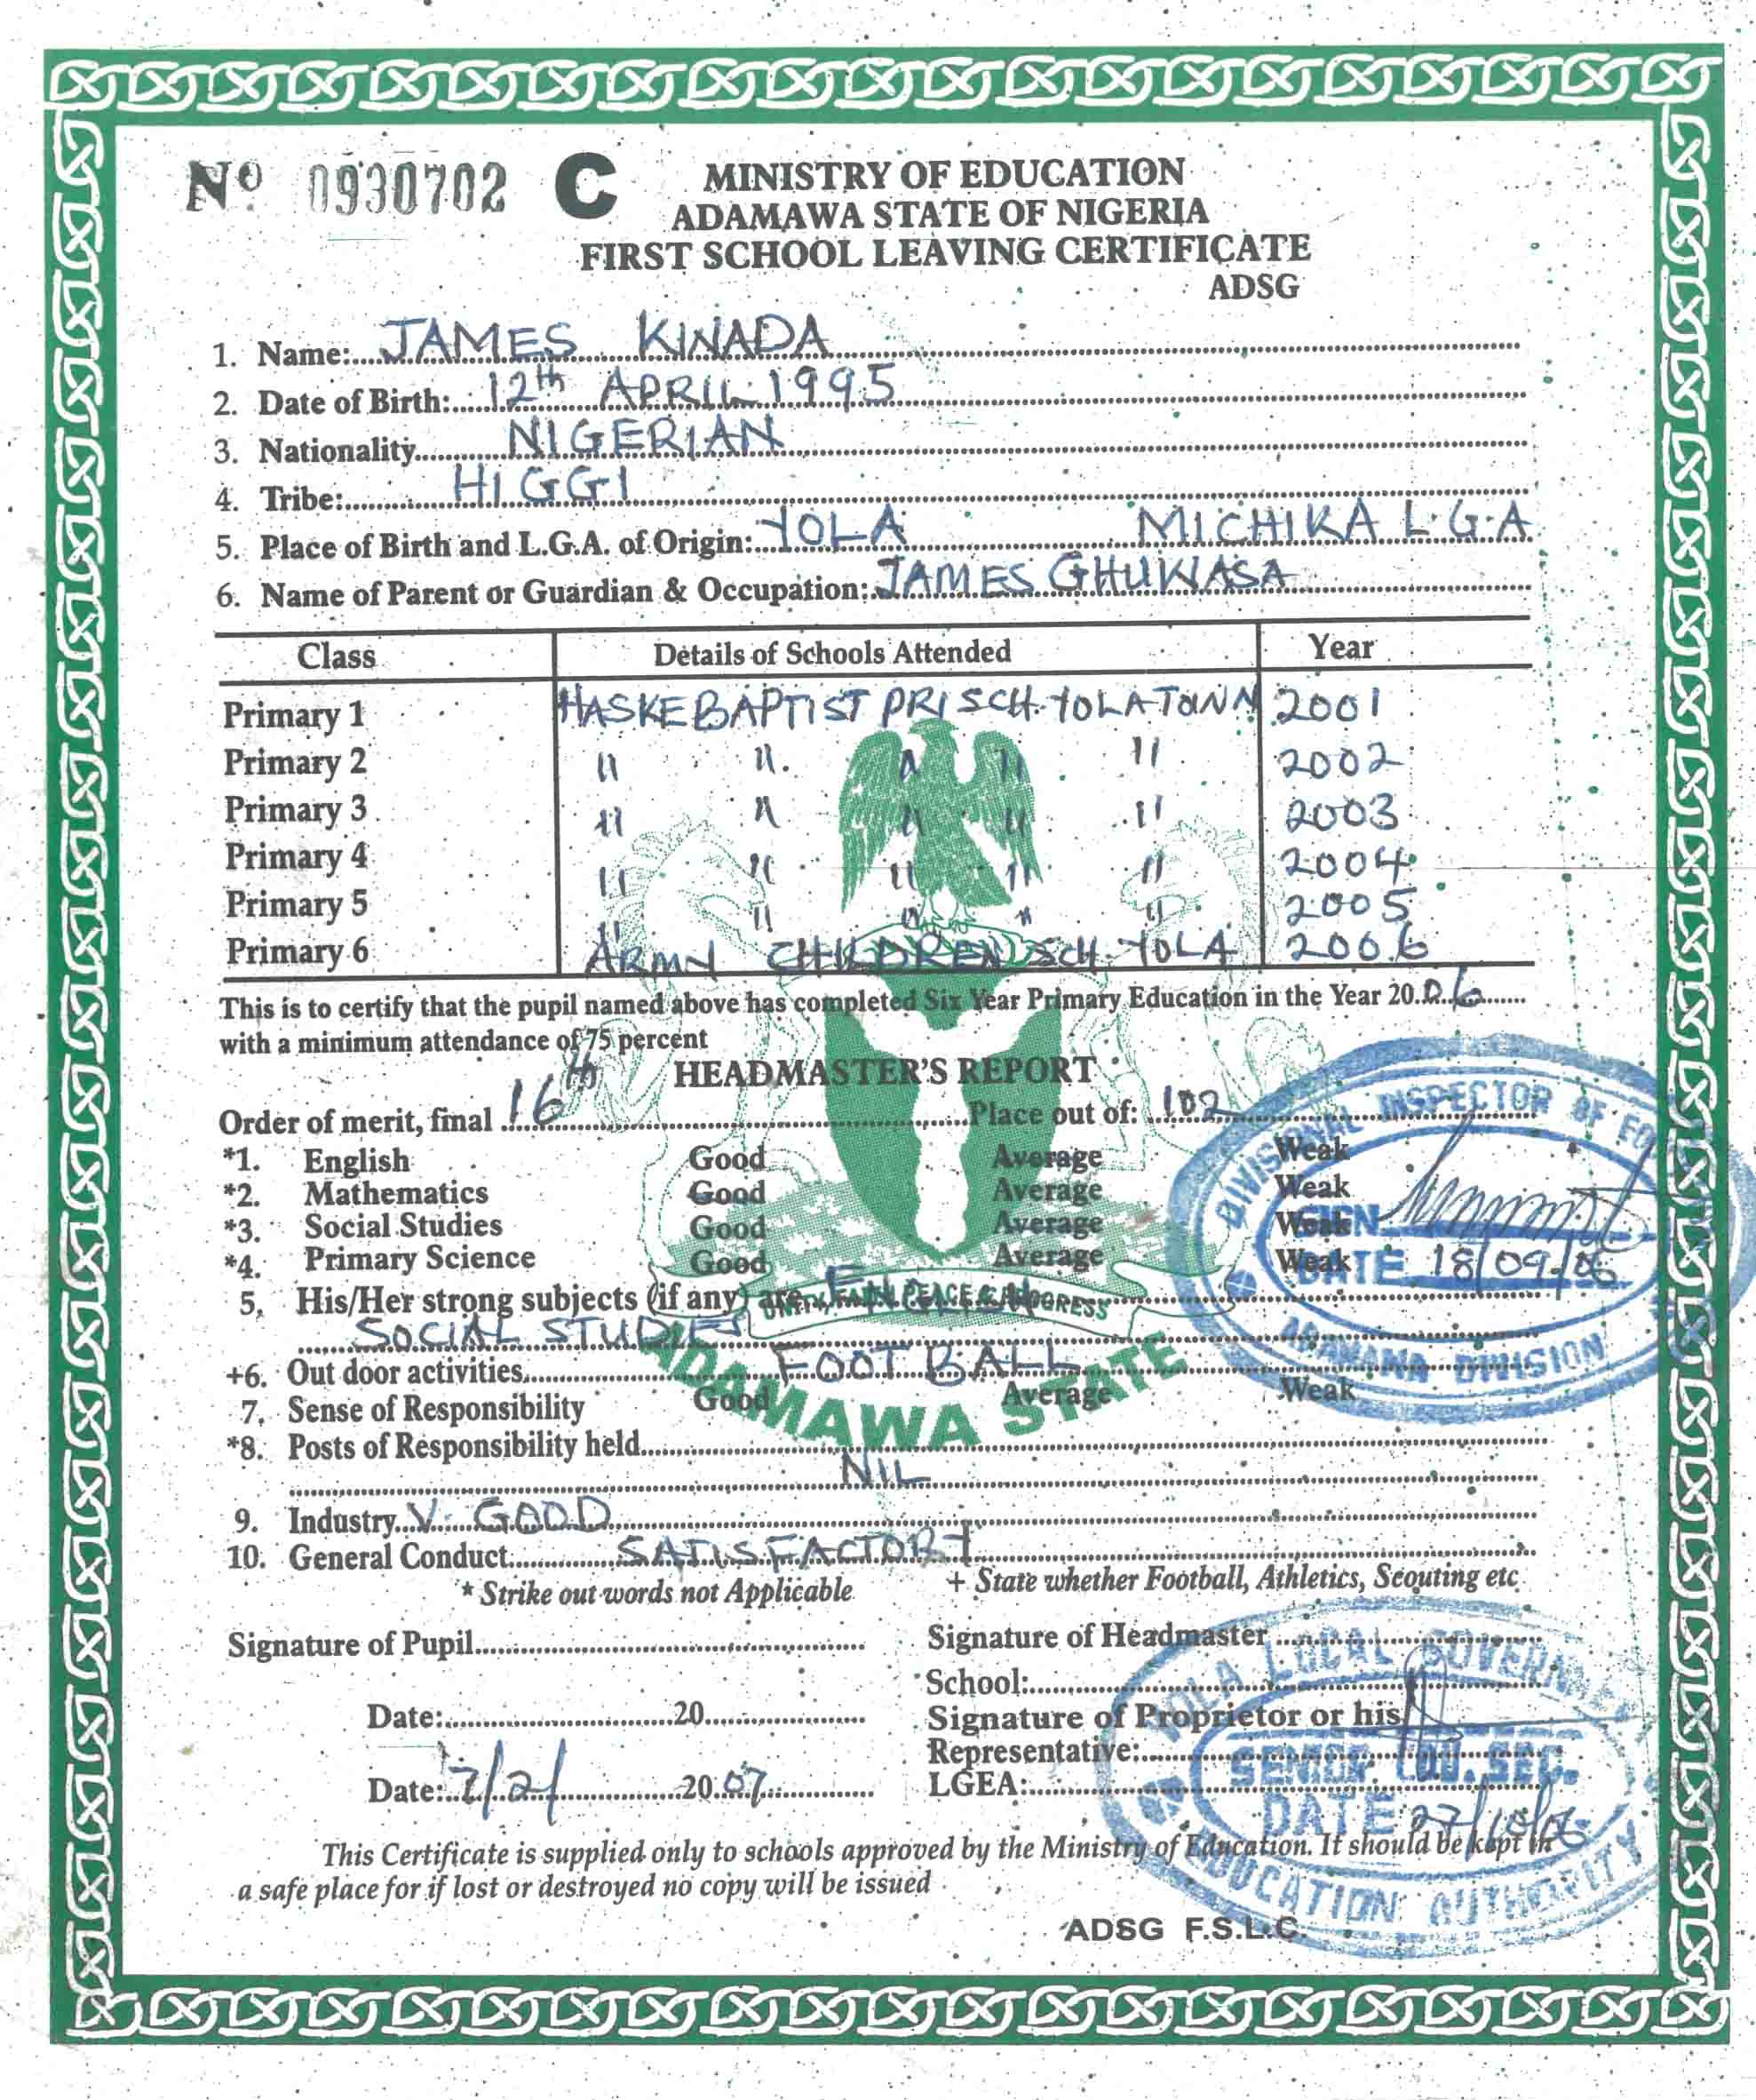 Nº 0930702 C
MINISTRY OF EDUCATION
ADAMAWA STATE OF NIGERIA
FIRST SCHOOL LEAVING CERTIFICATE
ADSG
1. Name: JAMES KWADA
2. Date of Birth: 12th APRIL 1995
3. Nationality NIGERIAN
4. Tribe: HIGGI
5. Place of Birth and L.G.A. of Origin: YOLA MICHIKA L.G.A
6. Name of Parent or Guardian & Occupation: JAMES GHUWASA
Class Details of Schools Attended Year
Primary 1 HASKE BAPTIST PRI SCH. YOLA TOWN 2001
Primary 2 " " " " " 2002
Primary 3 " " " " " 2003
Primary 4 " " " " " 2004
Primary 5 " " " " " 2005
Primary 6 ARMY CHILDREN SCH. YOLA 2006
This is to certify that the pupil named above has completed Six Year Primary Education in the Year 20.06
with a minimum attendance of 75 percent
HEADMASTER'S REPORT
Order of merit, final 16th Place out of: 102
*1. English Good Average Weak
*2. Mathematics Good Average Weak
*3. Social Studies Good Average Weak
*4. Primary Science Good Average Weak
5. His/Her strong subjects (if any) are
SOCIAL STUDIES
+6. Out door activities FOOT BALL
7. Sense of Responsibility Good Average Weak
*8. Posts of Responsibility held
NIL
9. Industry V. GOOD
10. General Conduct SATISFACTORY
* Strike out words not Applicable + State whether Football, Athletics, Scouting etc
Signature of Pupil
Signature of Headmaster
School:
Date: 20
Signature of Proprietor or his
Representative:
Date: 7/2/ 20.07
LGEA:
This Certificate is supplied only to schools approved by the Ministry of Education. It should be kept in
a safe place for if lost or destroyed no copy will be issued
ADSG F.S.L.C.
UNITY, FAITH, PEACE & PROGRESS
ADAMAWA STATE
DIVISIONAL INSPECTOR OF
SIGN
DATE 18/09/06
DIVISION
YOLA LOCAL GOVERNMENT
SENIOR EDU. SEC.
DATE 27/10/06
EDUCATION AUTHORITY